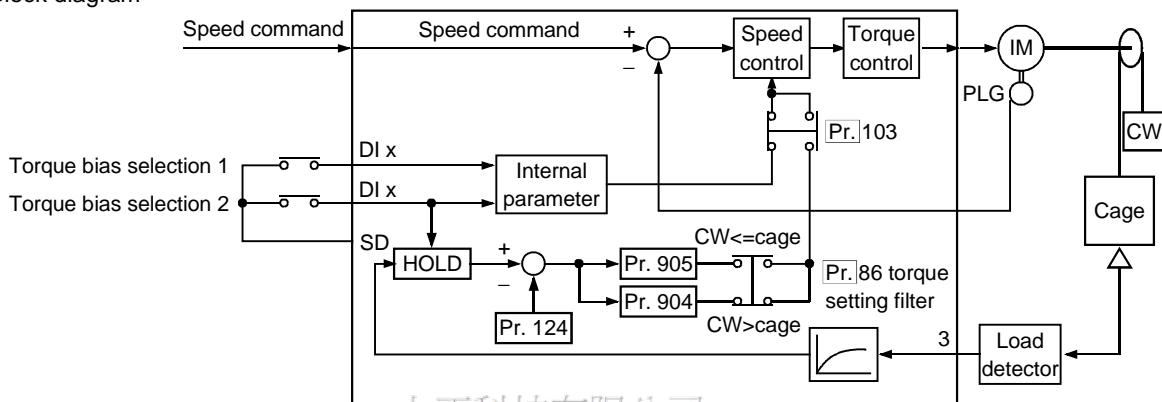 block diagram
Speed command
Speed command
+
−
Speed
control
Torque
control
IM
PLG
CW
Pr. 103
Torque bias selection 1
DI x
Internal
parameter
Torque bias selection 2
DI x
Cage
SD
HOLD
+
−
CW<=cage
Pr. 905
Pr. 86 torque
setting filter
Pr. 904
Pr. 124
CW>cage
3
Load
detector